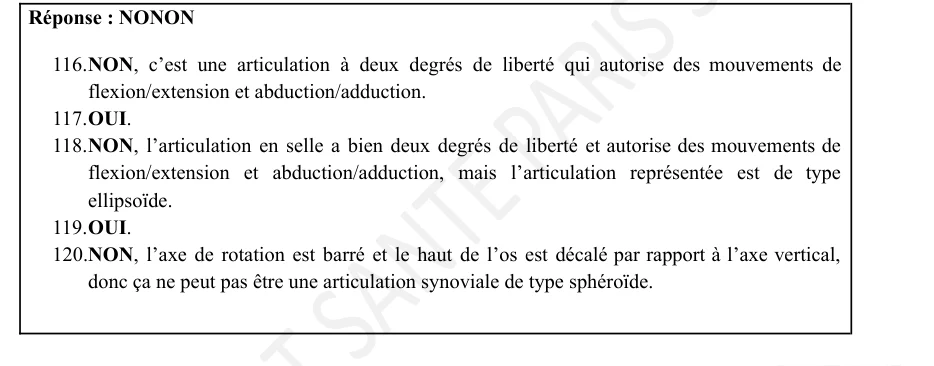 Réponse : NONON
116.NON, c’est une articulation à deux degrés de liberté qui autorise des mouvements de
flexion/extension et abduction/adduction.
117.OUI.
118.NON, l’articulation en selle a bien deux degrés de liberté et autorise des mouvements de
flexion/extension et abduction/adduction, mais l’articulation représentée est de type
ellipsoïde.
119.OUI.
120.NON, l’axe de rotation est barré et le haut de l’os est décalé par rapport à l’axe vertical,
donc ça ne peut pas être une articulation synoviale de type sphéroïde.
SANTE PARIS